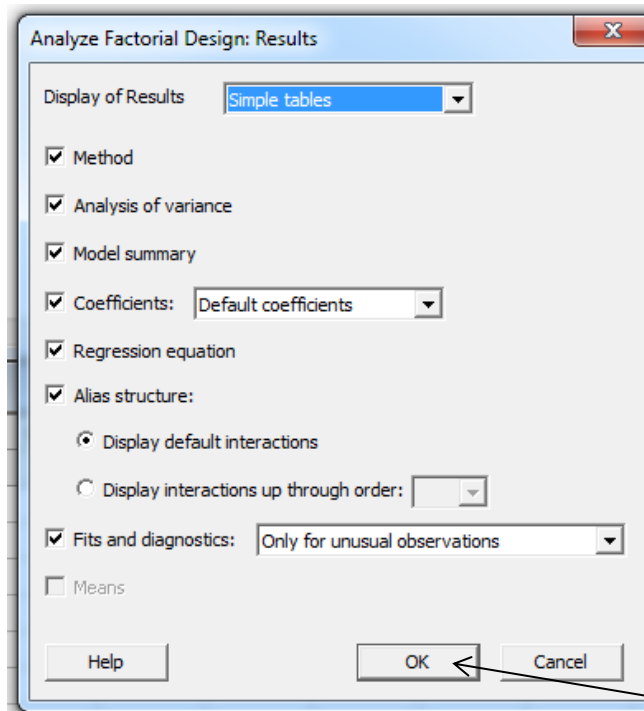 Analyze Factorial Design: Results
Display of Results Simple tables
Method
Analysis of variance
Model summary
Coefficients: Default coefficients
Regression equation
Alias structure:
Display default interactions
Display interactions up through order:
Fits and diagnostics: Only for unusual observations
Means
Help OK Cancel